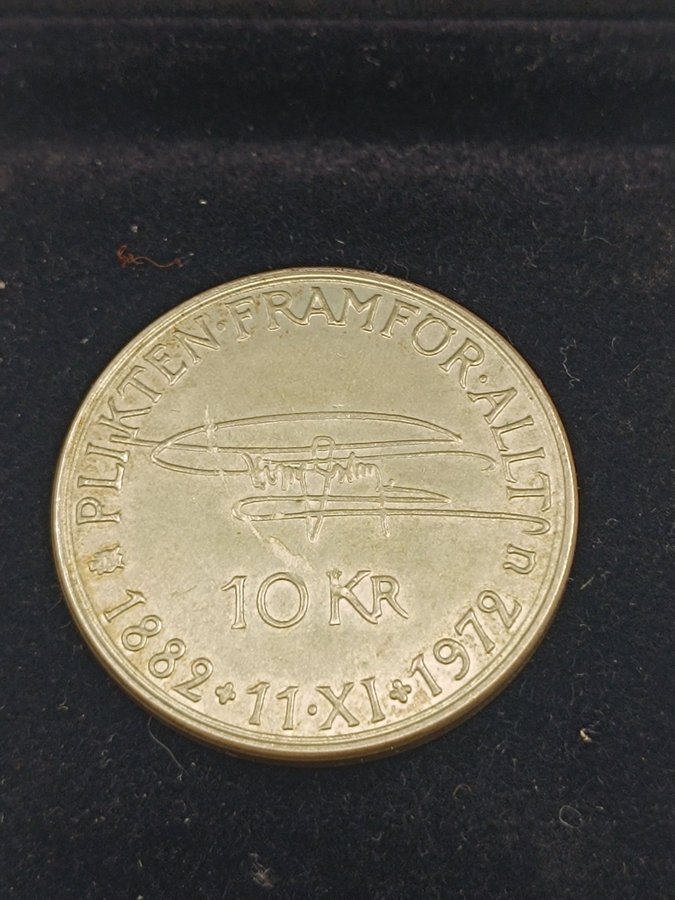 PLIKTEN·FRAMFÖR·ALLT
U
10 KR
1882 + 11·XI + 1972